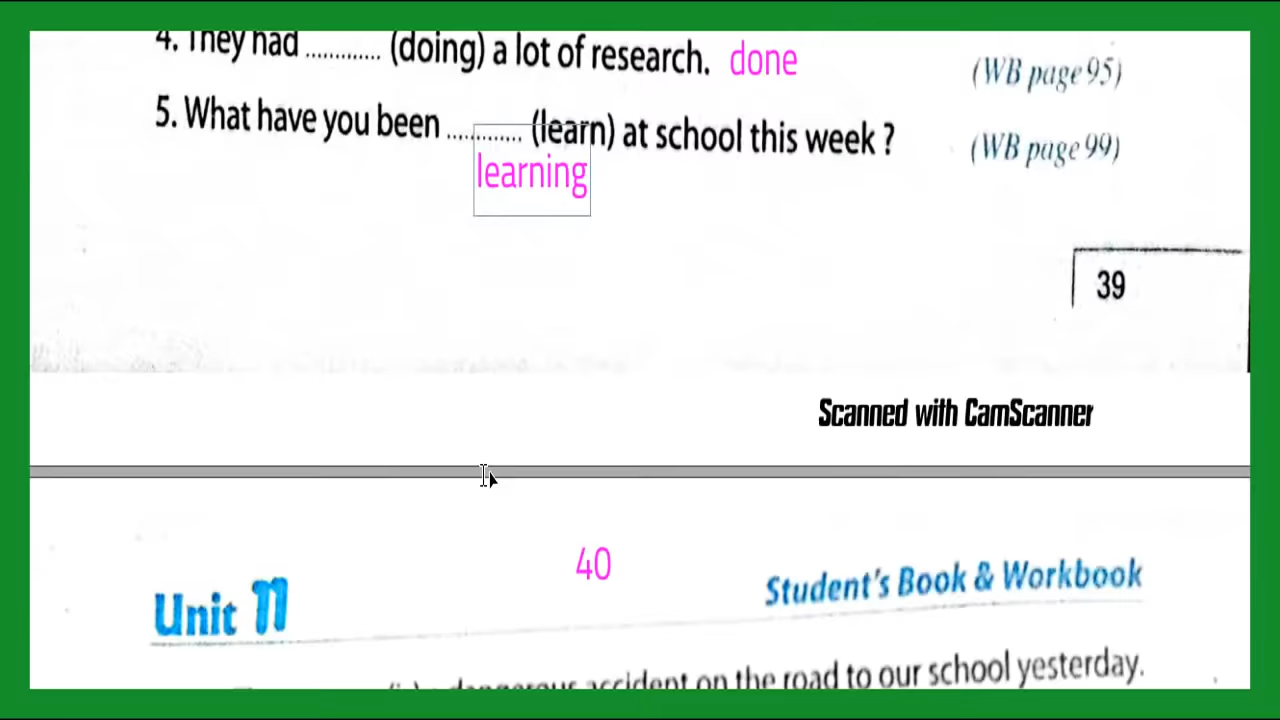 4. They had ............ (doing) a lot of research. done (WB page 95)
5. What have you been ............ (learn) at school this week ? (WB page 99)
learning
39
Scanned with CamScanner
40
Unit 11 Student's Book & Workbook
dangerous accident on the road to our school yesterday.